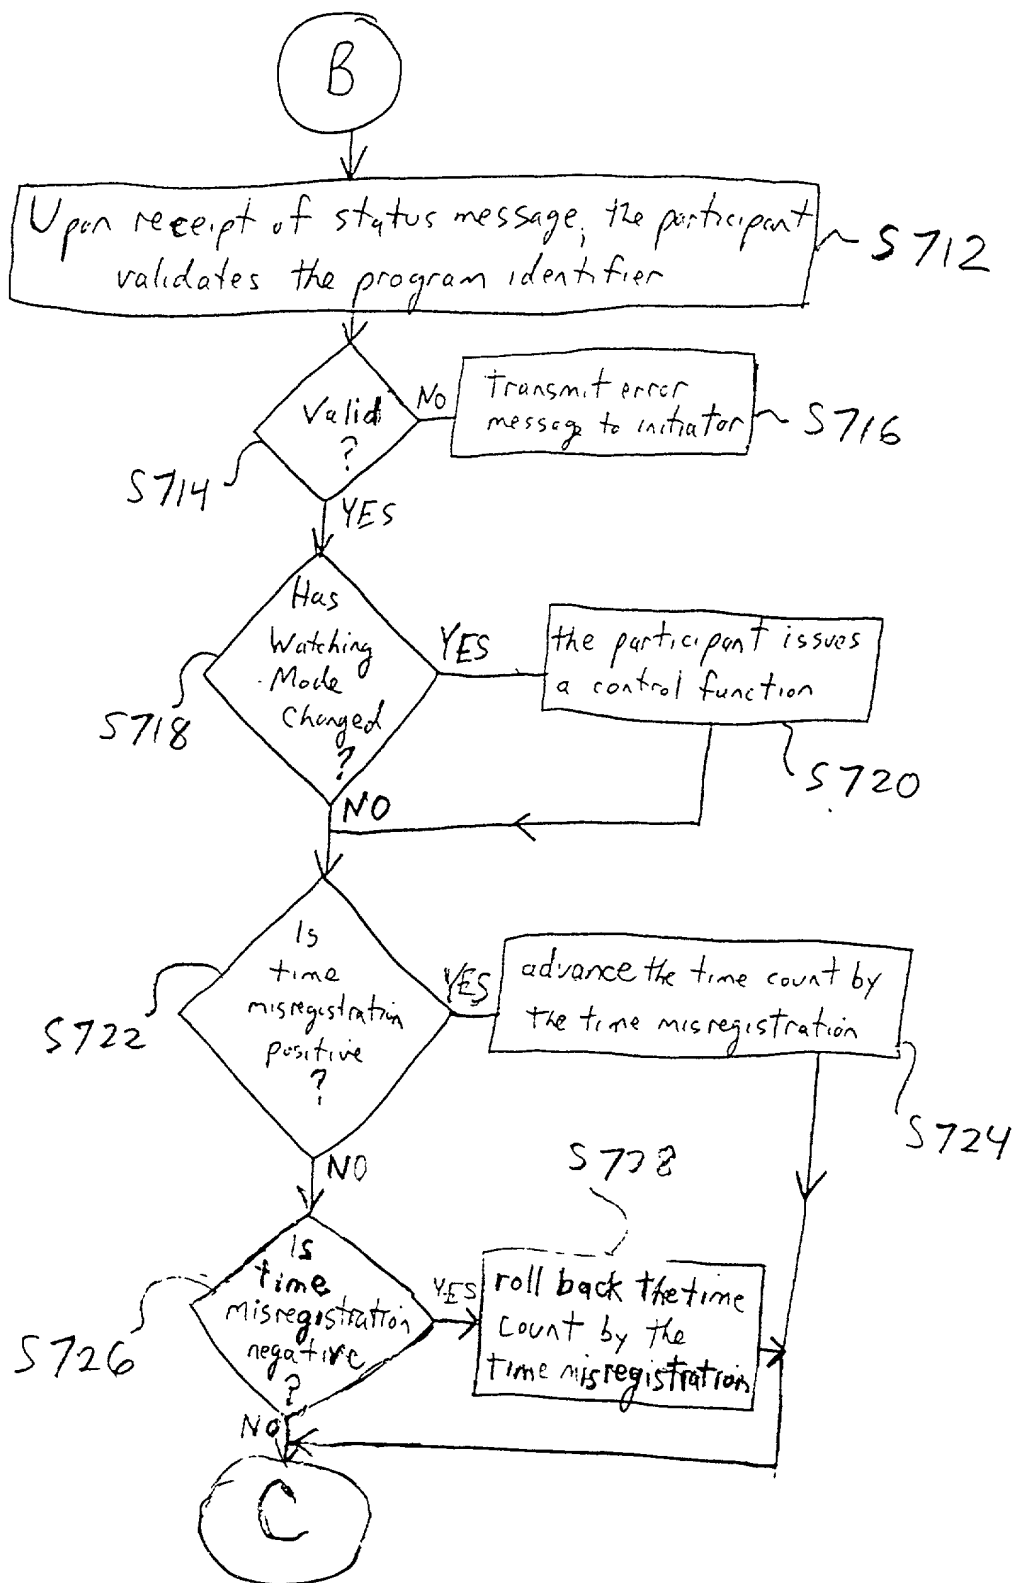 B
Upon receipt of status message, the participant
validates the program identifier
S712
Valid
?
NO
transmit error
message to initiator
S716
S714
YES
Has
Watching
Mode
Changed
?
YES
the participant issues
a control function
S718
S720
NO
Is
time
misregistration
positive
?
YES
advance the time count by
the time misregistration
S722
S724
NO
S728
Is
time
misregistration
negative
?
YES
roll back the time
count by the
time misregistration
S726
NO
C